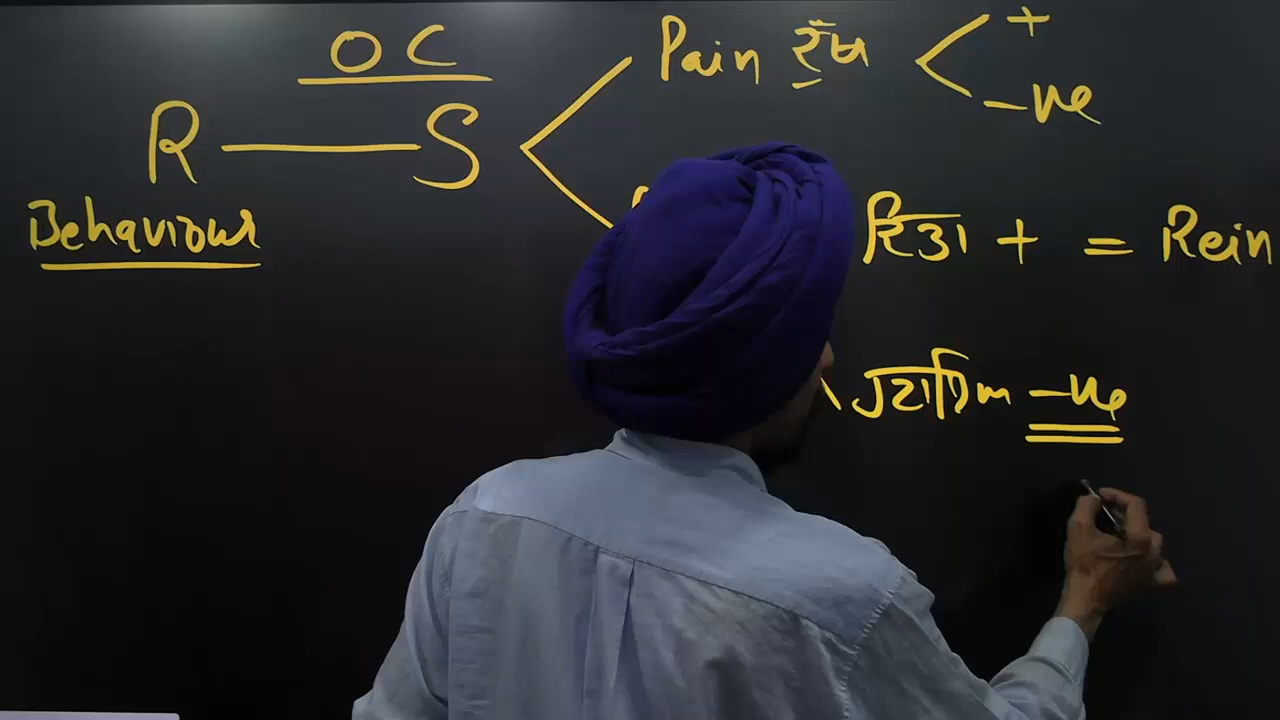 OC
Pain ਦੁੱਖ +
-ve
R — S
Behaviour
ਦਿਤਾ + = Rein
-ve